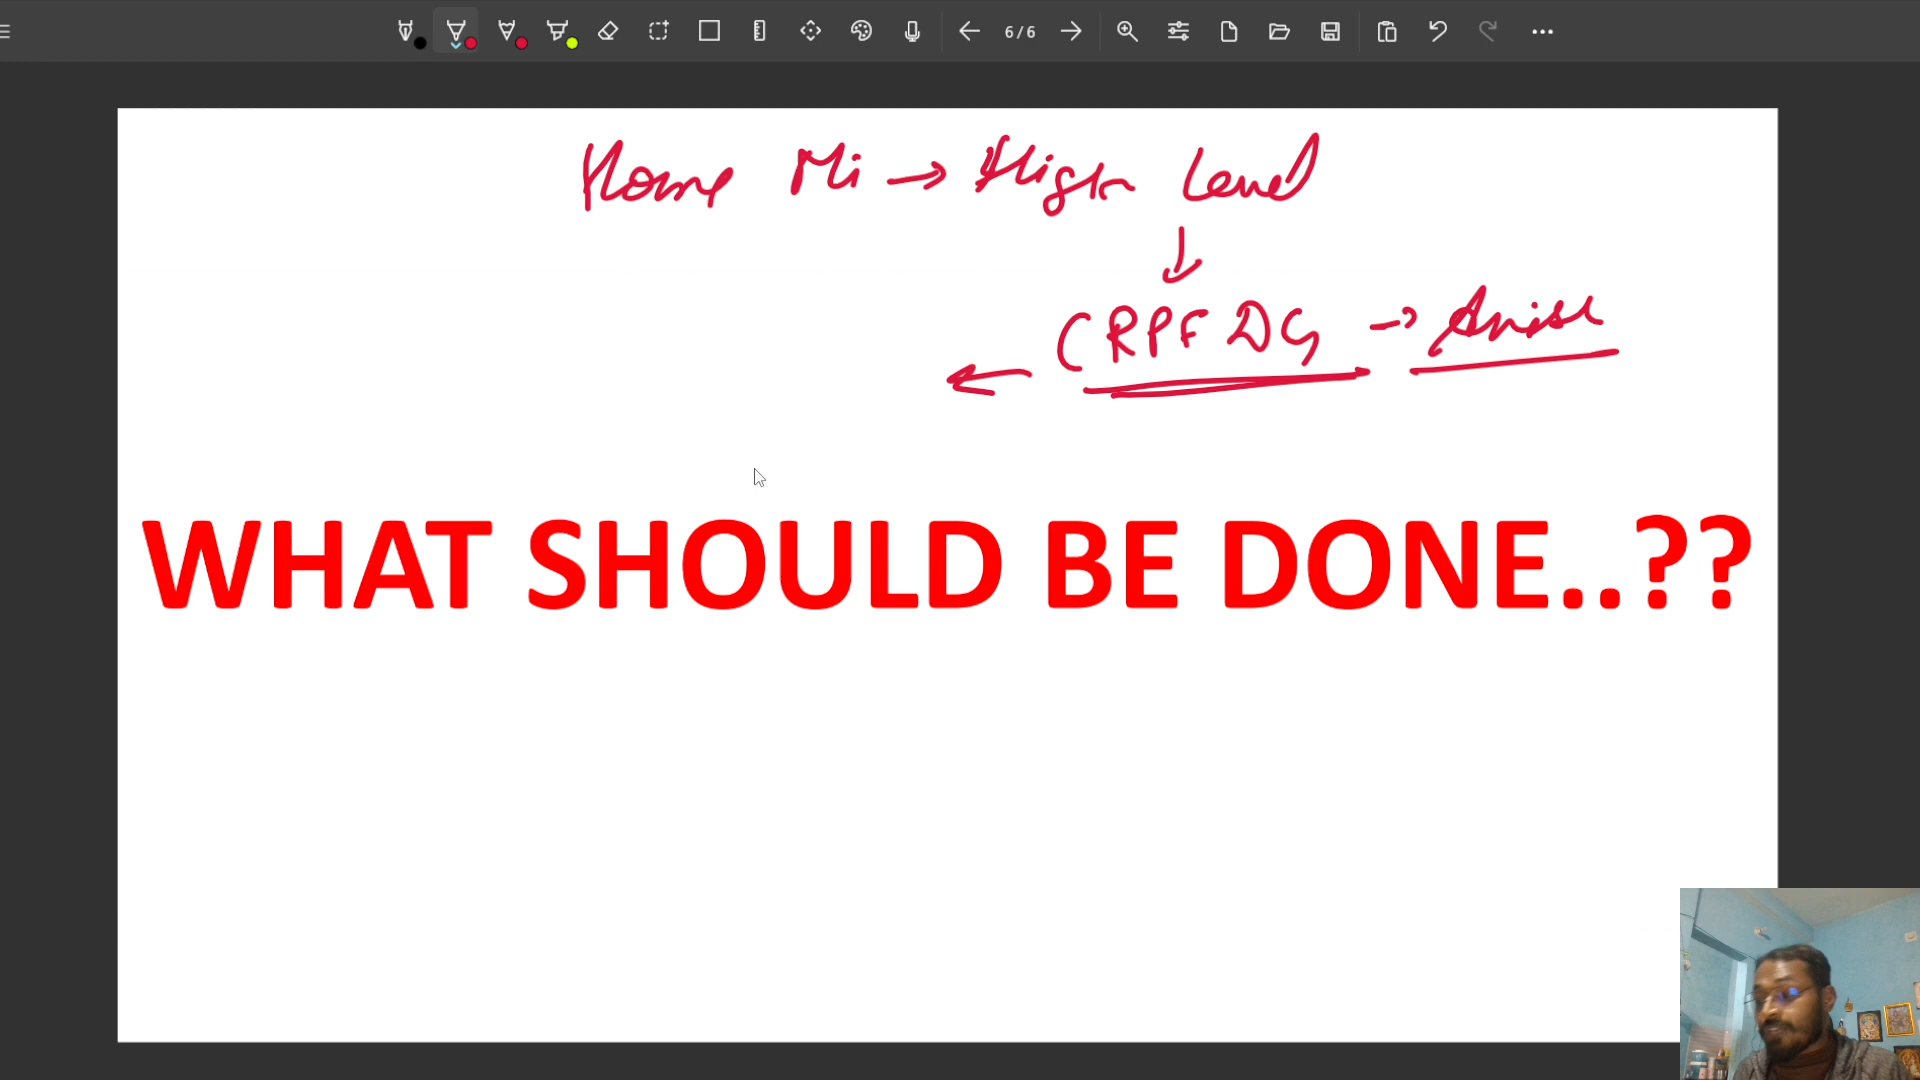 6/6
Home Mi → High Level
↓
← CRPF DG → Anish
WHAT SHOULD BE DONE..??